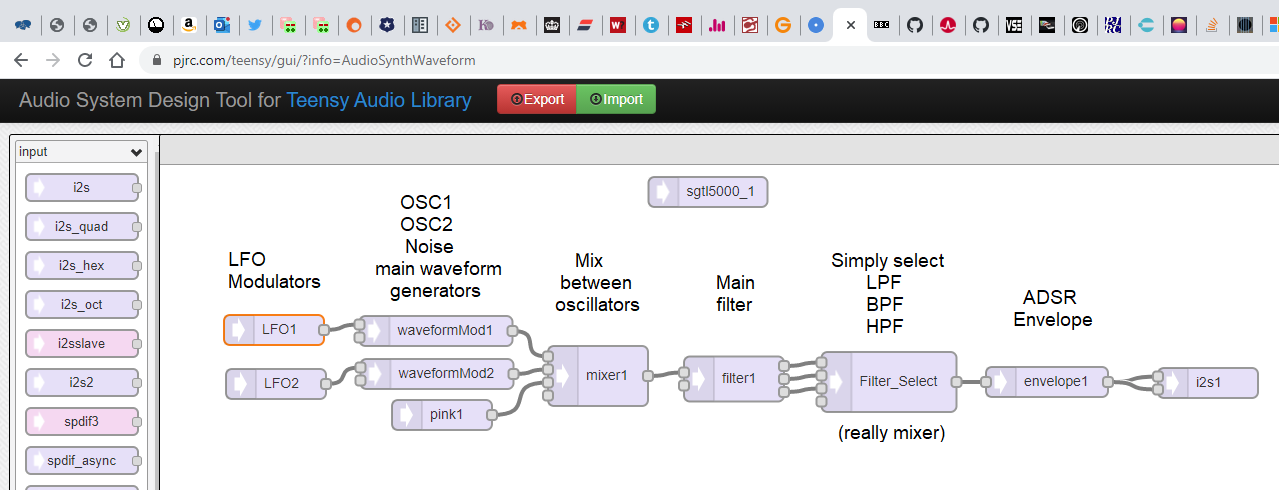 BBC
VSE
pjrc.com/teensy/gui/?info=AudioSynthWaveform
Audio System Design Tool for Teensy Audio Library
Export
Import
input
i2s
i2s_quad
i2s_hex
i2s_oct
i2sslave
i2s2
spdif3
spdif_async
sgtl5000_1
LFO
Modulators
OSC1
OSC2
Noise
main waveform
generators
Mix
between
oscillators
Main
filter
Simply select
LPF
BPF
HPF
ADSR
Envelope
LFO1
waveformMod1
LFO2
waveformMod2
pink1
mixer1
filter1
Filter_Select
envelope1
i2s1
(really mixer)